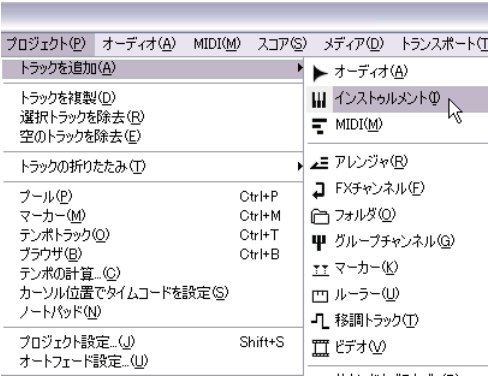 プロジェクト(P) オーディオ(A) MIDI(M) スコア(S) メディア(D) トランスポート(T
トラックを追加(A)
トラックを複製(D)
選択トラックを除去(R)
空のトラックを除去(E)
トラックの折りたたみ(T)
プール(P) Ctrl+P
マーカー(M) Ctrl+M
テンポトラック(O) Ctrl+T
ブラウザ(B) Ctrl+B
テンポの計算...(C)
カーソル位置でタイムコードを設定(S)
ノートパッド(N)
プロジェクト設定...(J) Shift+S
オートフェード設定...(U)
オーディオ(A)
インストゥルメント(I)
MIDI(M)
アレンジャ(R)
FXチャンネル(F)
フォルダ(O)
グループチャンネル(G)
マーカー(K)
ルーラー(U)
移調トラック(T)
ビデオ(V)